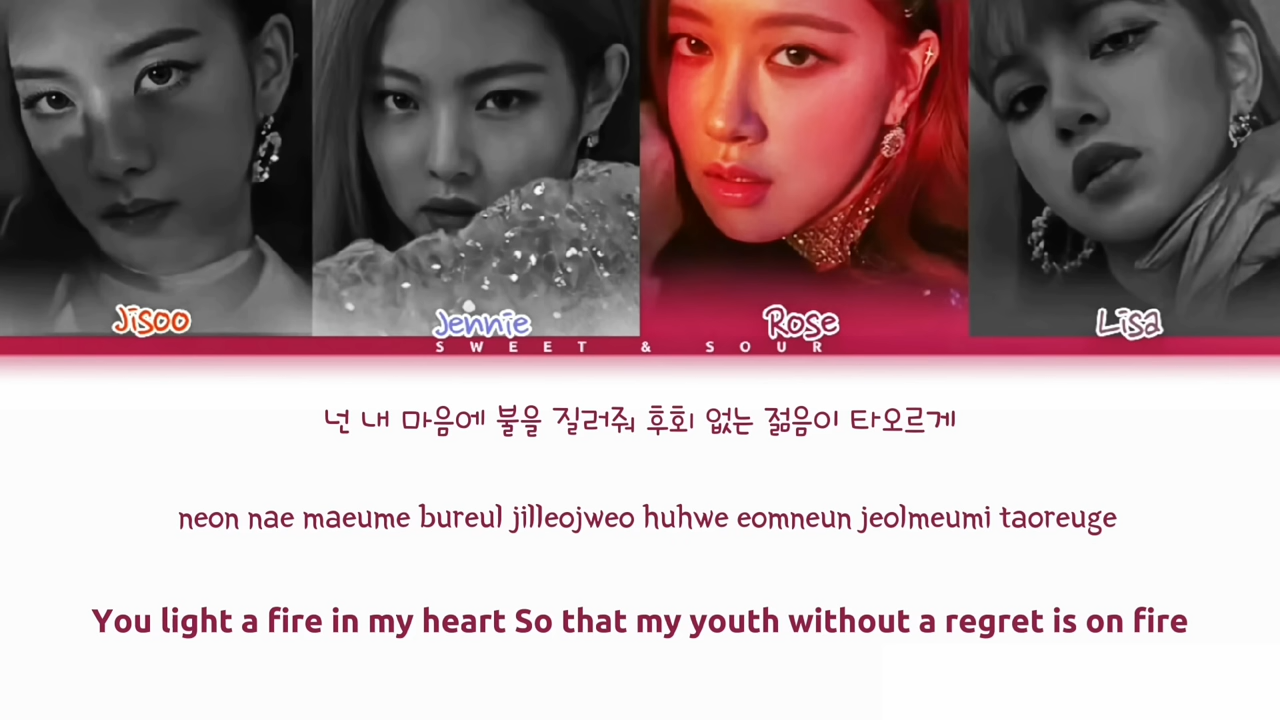 Jisoo Jennie Rose Lisa
SWEET & SOUR
넌 내 마음에 불을 질러줘 후회 없는 젊음이 타오르게
neon nae maeume bureul jilleojweo huhwe eomneun jeolmeumi taoreuge
You light a fire in my heart So that my youth without a regret is on fire